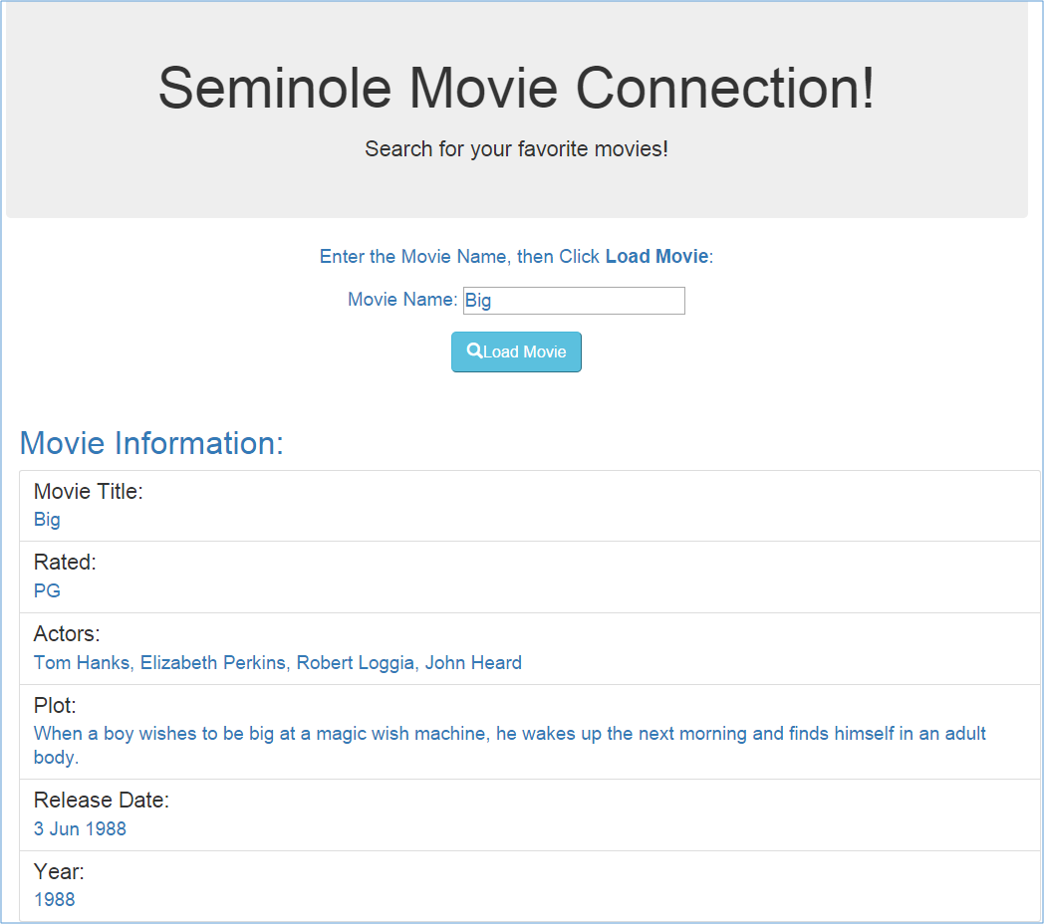 Seminole Movie Connection!
Search for your favorite movies!
Enter the Movie Name, then Click Load Movie:
Movie Name: Big
Load Movie
Movie Information:
Movie Title:
Big
Rated:
PG
Actors:
Tom Hanks, Elizabeth Perkins, Robert Loggia, John Heard
Plot:
When a boy wishes to be big at a magic wish machine, he wakes up the next morning and finds himself in an adult
body.
Release Date:
3 Jun 1988
Year:
1988